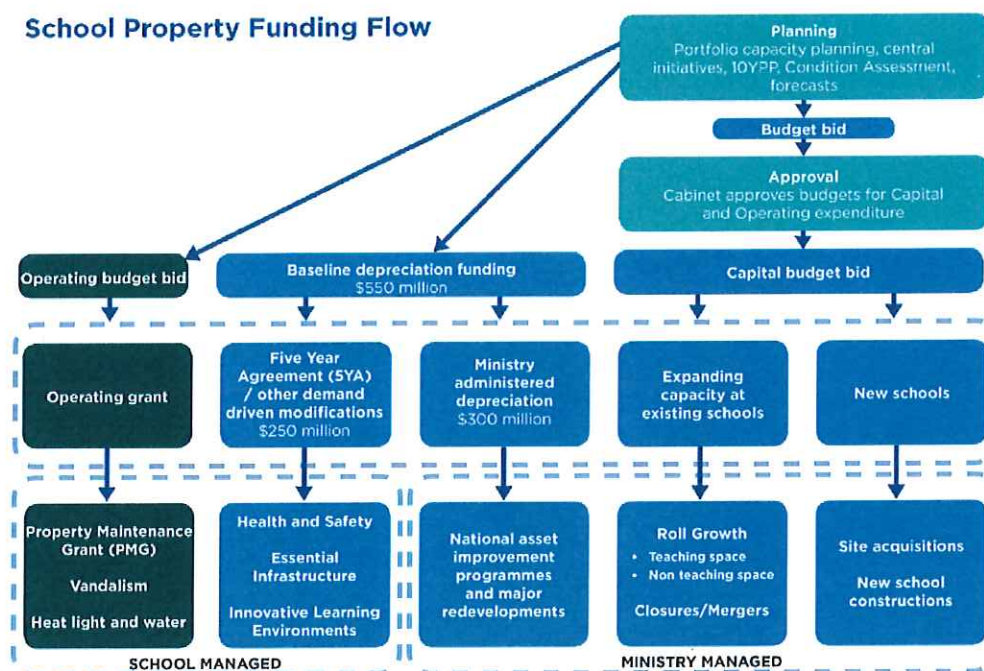 School Property Funding Flow
Planning
Portfolio capacity planning, central
initiatives, 10YPP, Condition Assessment,
forecasts
Budget bid
Approval
Cabinet approves budgets for Capital
and Operating expenditure
Operating budget bid
Baseline depreciation funding
$550 million
Capital budget bid
Operating grant
Five Year
Agreement (5YA)
/ other demand
driven modifications
$250 million
Ministry
administered
depreciation
$300 million
Expanding
capacity at
existing schools
New schools
Property Maintenance
Grant (PMG)
Vandalism
Heat light and water
Health and Safety
Essential
Infrastructure
Innovative Learning
Environments
National asset
improvement
programmes
and major
redevelopments
Roll Growth
• Teaching space
• Non teaching space
Closures/Mergers
Site acquisitions
New school
constructions
SCHOOL MANAGED
MINISTRY MANAGED